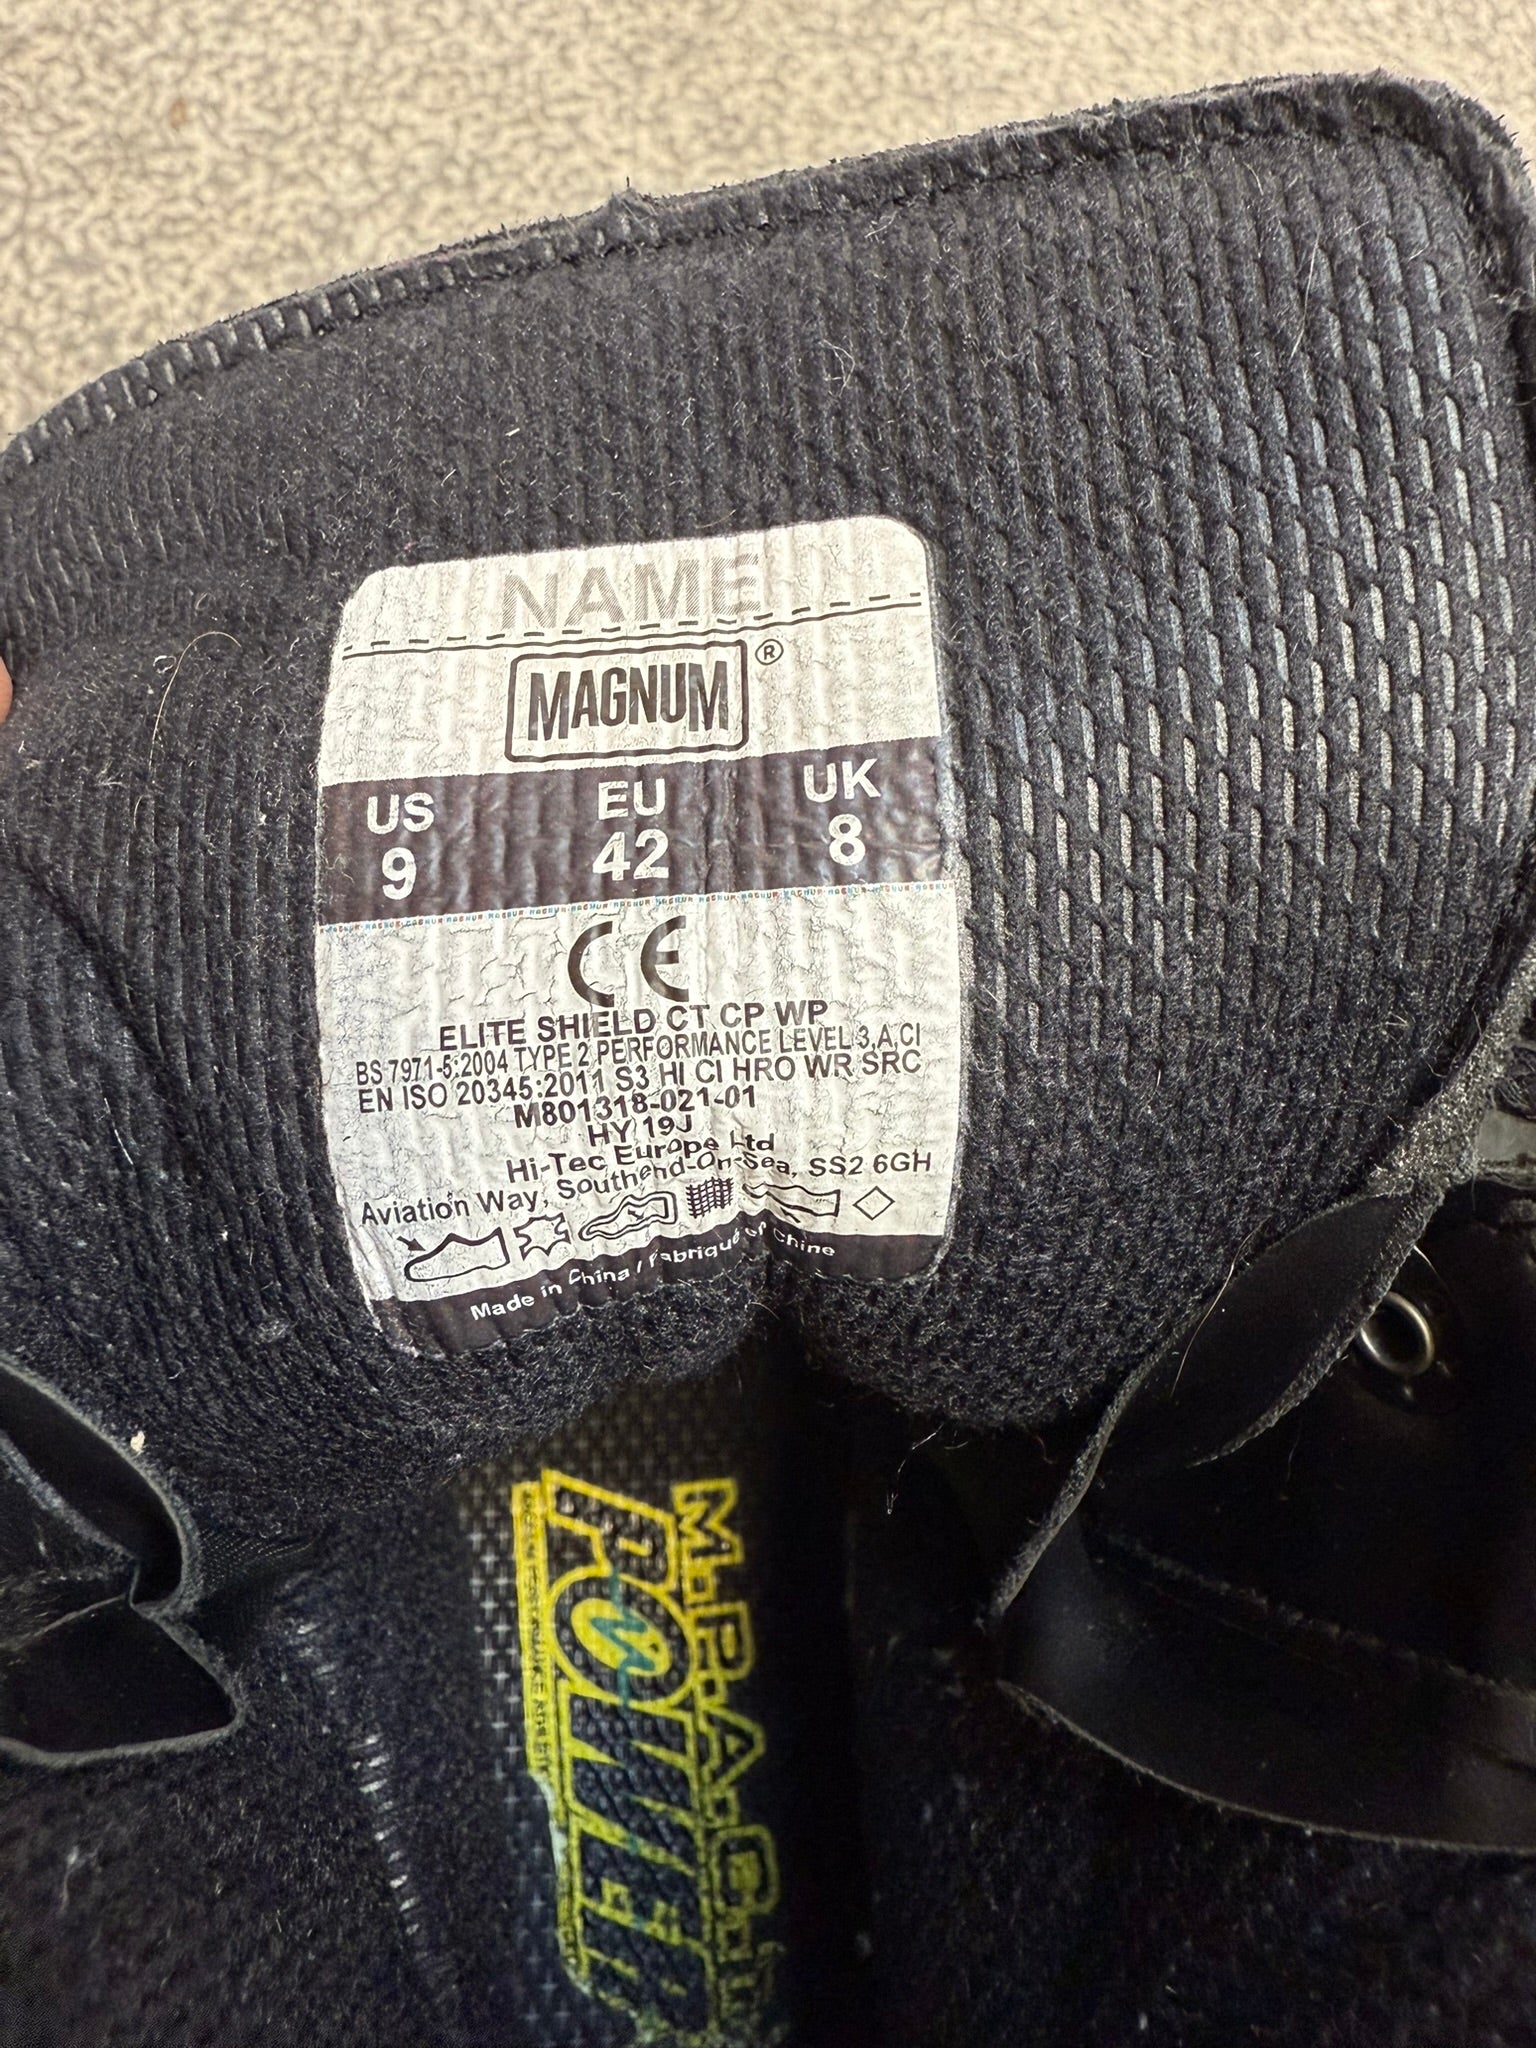 NAME
MAGNUM®
US EU UK
9 42 8
CE
ELITE SHIELD CT CP WP
BS 7971-5:2004 TYPE 2 PERFORMANCE LEVEL 3,A,CI
EN ISO 20345:2011 S3 HI CI HRO WR SRC
M801318-021-01
HY 19J
Hi-Tec Europe Ltd
Aviation Way, Southend-On-Sea, SS2 6GH
Made in China / Fabriqué en Chine
M.P.A.C.T